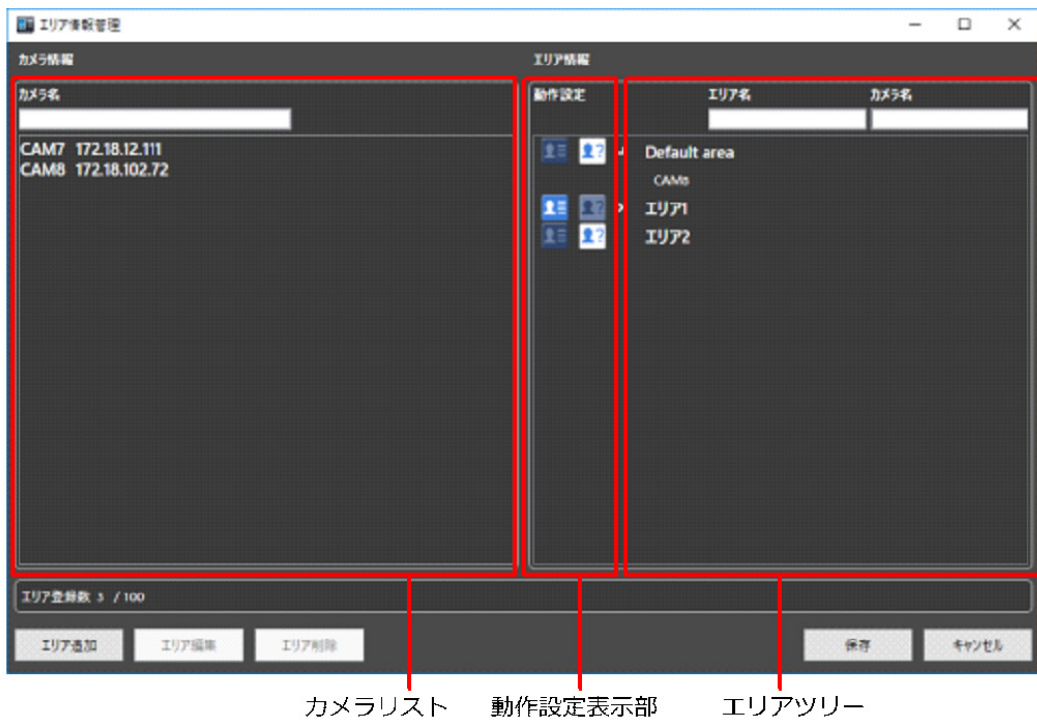 エリア情報管理
カメラ情報
エリア情報
カメラ名
動作設定
エリア名
カメラ名
CAM7 172.18.12.111
CAM8 172.18.102.72
Default area
CAM8
エリア1
エリア2
エリア登録数 3 / 100
エリア追加
エリア編集
エリア削除
保存
キャンセル
カメラリスト
動作設定表示部
エリアツリー